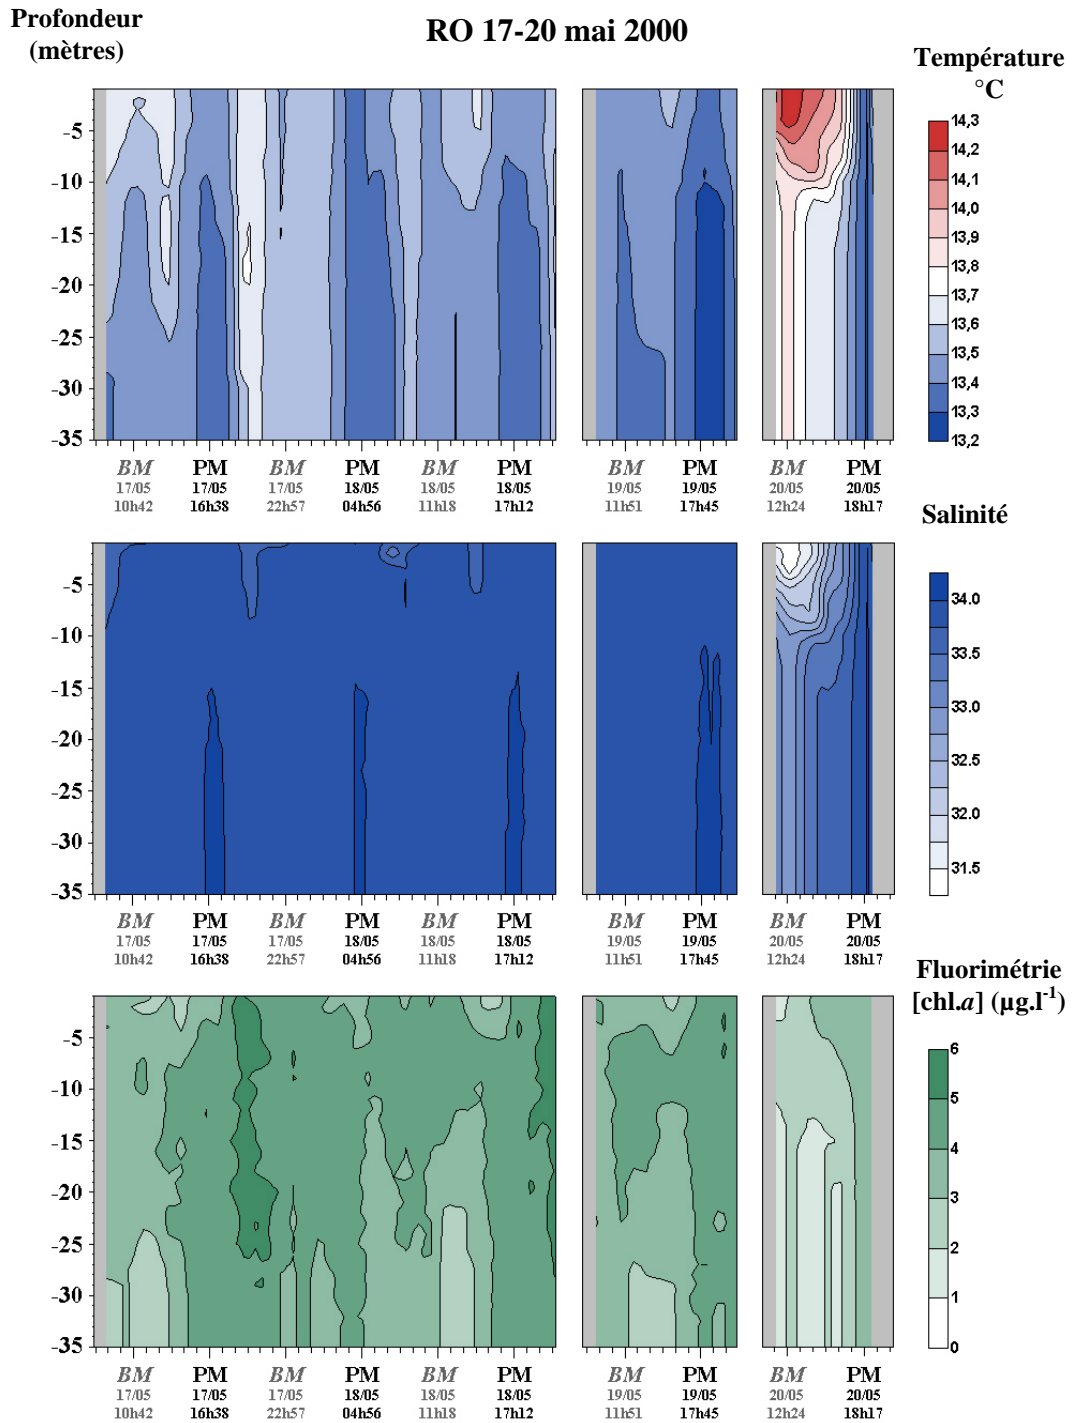 Profondeur
(mètres)
RO 17-20 mai 2000
Température
°C
-5
-10
-15
-20
-25
-30
-35
14,3
14,2
14,1
14,0
13,9
13,8
13,7
13,6
13,5
13,4
13,3
13,2
BM PM BM PM BM PM BM PM BM PM
17/05 17/05 17/05 18/05 18/05 18/05 19/05 19/05 20/05 20/05
10h42 16h38 22h57 04h56 11h18 17h12 11h51 17h45 12h24 18h17
Salinité
-5
-10
-15
-20
-25
-30
-35
34.0
33.5
33.0
32.5
32.0
31.5
BM PM BM PM BM PM BM PM BM PM
17/05 17/05 17/05 18/05 18/05 18/05 19/05 19/05 20/05 20/05
10h42 16h38 22h57 04h56 11h18 17h12 11h51 17h45 12h24 18h17
Fluorimétrie
[chl.a] (µg.l-1)
-5
-10
-15
-20
-25
-30
-35
6
5
4
3
2
1
0
BM PM BM PM BM PM BM PM BM PM
17/05 17/05 17/05 18/05 18/05 18/05 19/05 19/05 20/05 20/05
10h42 16h38 22h57 04h56 11h18 17h12 11h51 17h45 12h24 18h17